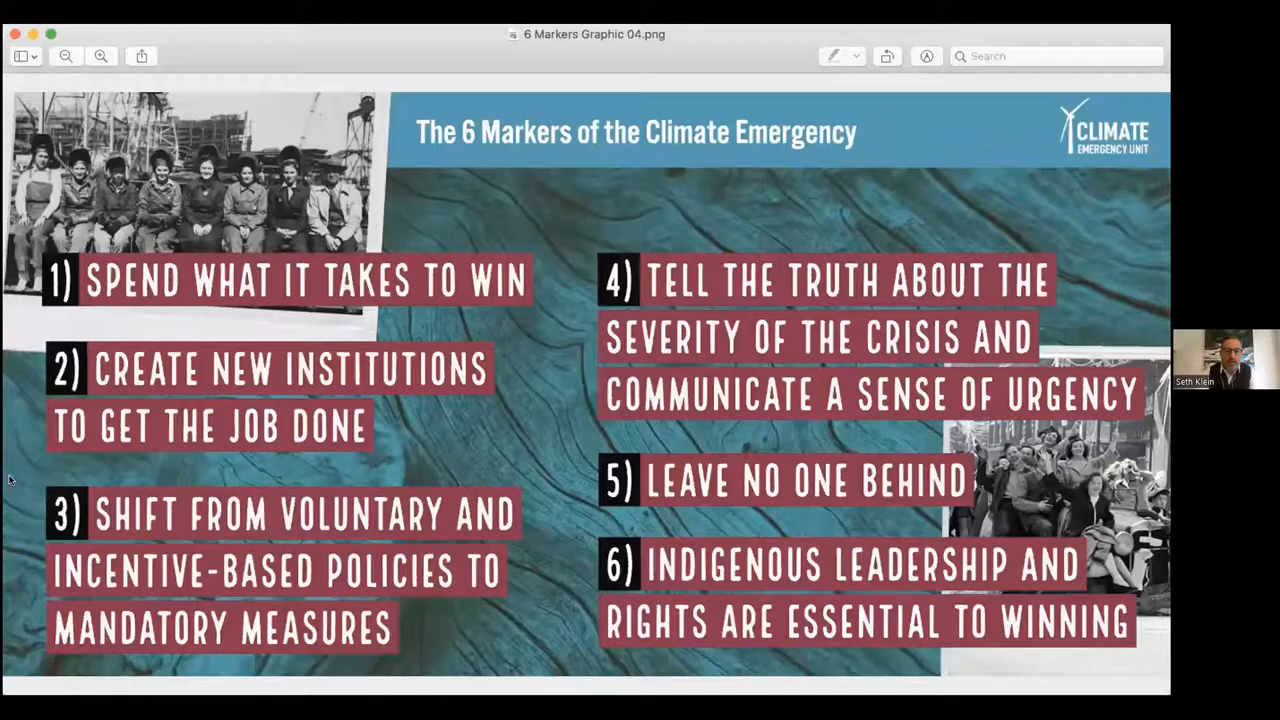 6 Markers Graphic 04.png
Search
The 6 Markers of the Climate Emergency
CLIMATE
EMERGENCY UNIT
1) SPEND WHAT IT TAKES TO WIN
2) CREATE NEW INSTITUTIONS
TO GET THE JOB DONE
3) SHIFT FROM VOLUNTARY AND
INCENTIVE-BASED POLICIES TO
MANDATORY MEASURES
4) TELL THE TRUTH ABOUT THE
SEVERITY OF THE CRISIS AND
COMMUNICATE A SENSE OF URGENCY
5) LEAVE NO ONE BEHIND
6) INDIGENOUS LEADERSHIP AND
RIGHTS ARE ESSENTIAL TO WINNING
Seth Klein